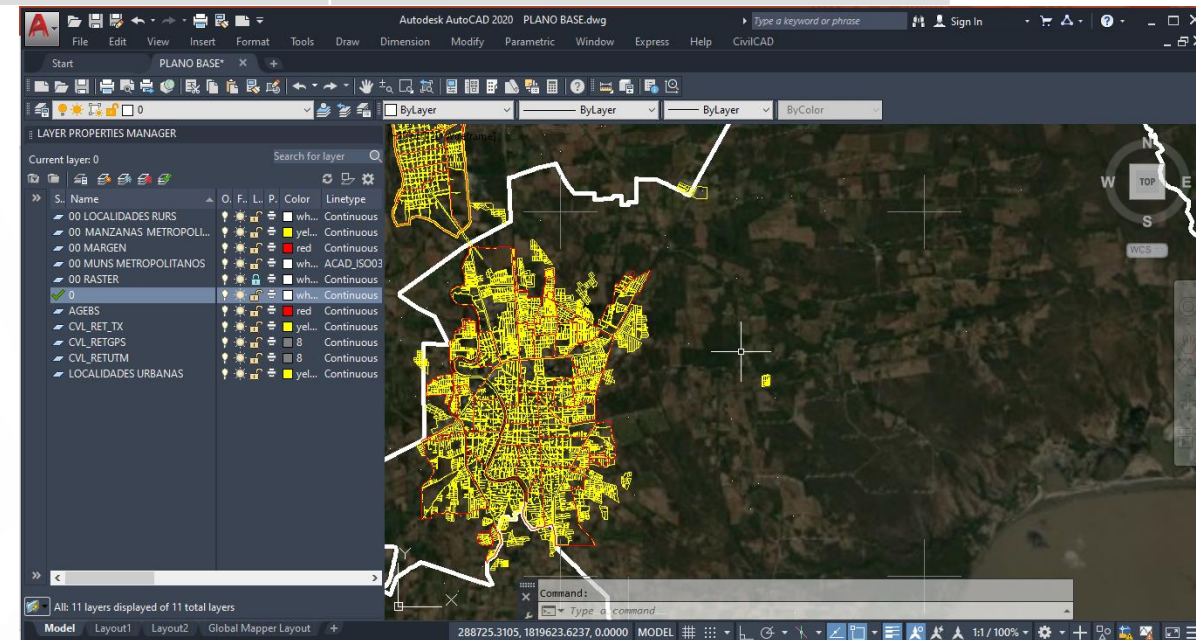 Autodesk AutoCAD 2020 PLANO BASE.dwg
Type a keyword or phrase
Sign In
File Edit View Insert Format Tools Draw Dimension Modify Parametric Window Express Help CivilCAD
Start PLANO BASE*
0 ByLayer ByLayer ByLayer ByColor
LAYER PROPERTIES MANAGER
Current layer: 0
Search for layer
S.. Name O. F.. L.. P.. Color Linetype
00 LOCALIDADES RURS wh... Continuous
00 MANZANAS METROPOLI... yel... Continuous
00 MARGEN red Continuous
00 MUNS METROPOLITANOS wh... ACAD_ISO03
00 RASTER wh... Continuous
0 wh... Continuous
AGEBS red Continuous
CVL_RET_TX yel... Continuous
CVL_RETGPS 8 Continuous
CVL_RETUTM 8 Continuous
LOCALIDADES URBANAS yel... Continuous
N
W TOP E
S
WCS
Y
X
Command:
Type a command
All: 11 layers displayed of 11 total layers
Model Layout1 Layout2 Global Mapper Layout +
288725.3105, 1819623.6237, 0.0000 MODEL 1:1 / 100%